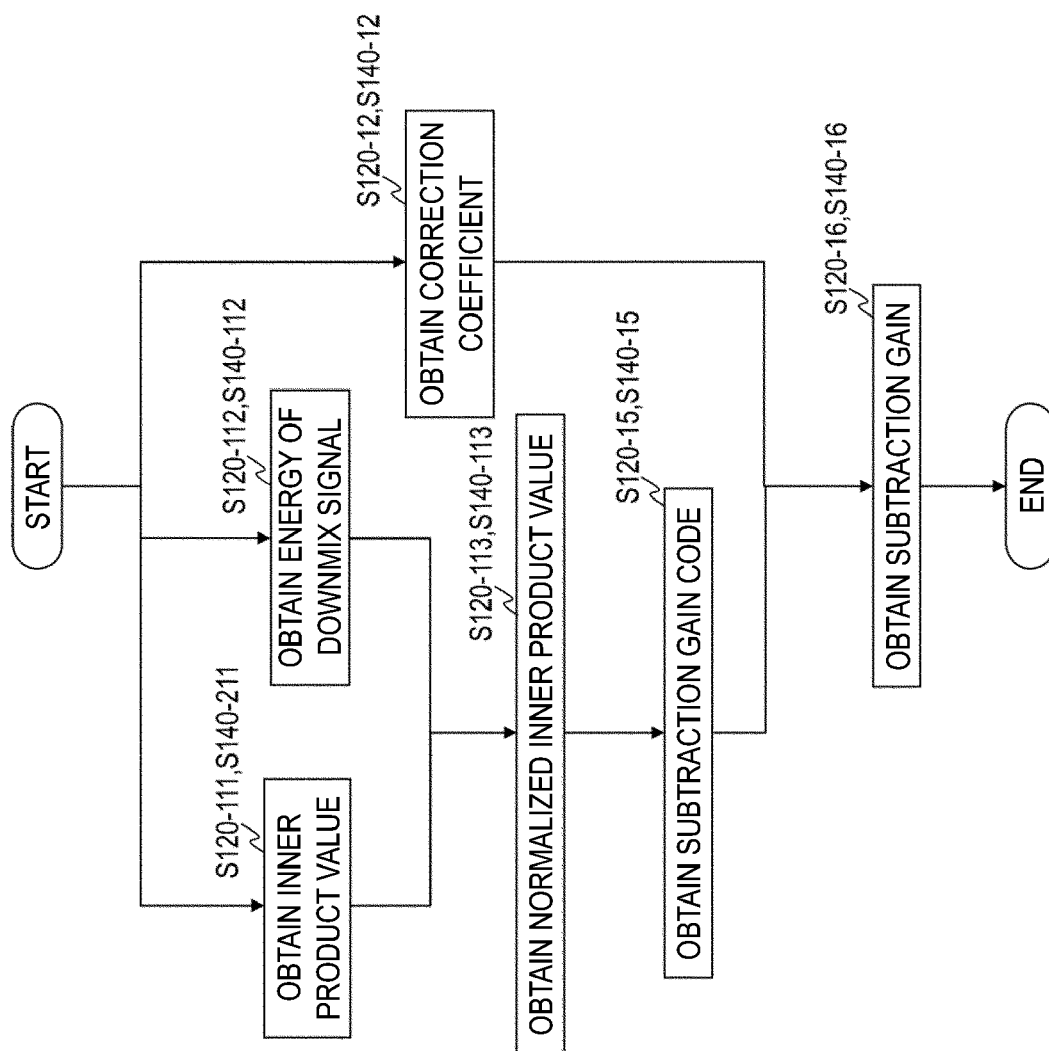 START
S120-111,S140-211
OBTAIN INNER
PRODUCT VALUE
S120-112,S140-112
OBTAIN ENERGY OF
DOWNMIX SIGNAL
S120-12,S140-12
OBTAIN CORRECTION
COEFFICIENT
S120-113,S140-113
OBTAIN NORMALIZED INNER PRODUCT VALUE
S120-15,S140-15
OBTAIN SUBTRACTION GAIN CODE
S120-16,S140-16
OBTAIN SUBTRACTION GAIN
END